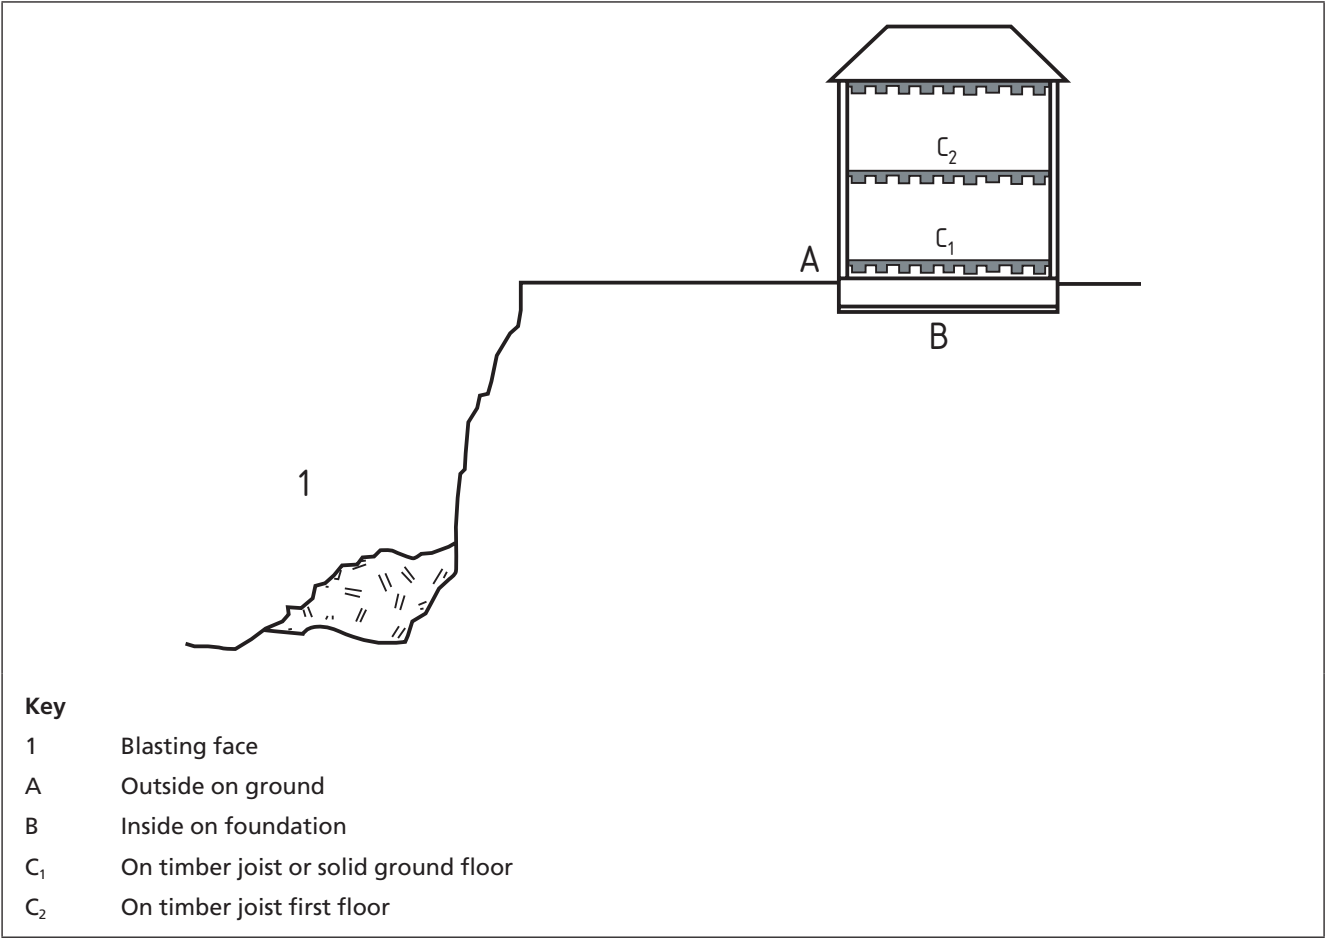 C₂
C₁
A
B
1
Key
1 Blasting face
A Outside on ground
B Inside on foundation
C₁ On timber joist or solid ground floor
C₂ On timber joist first floor